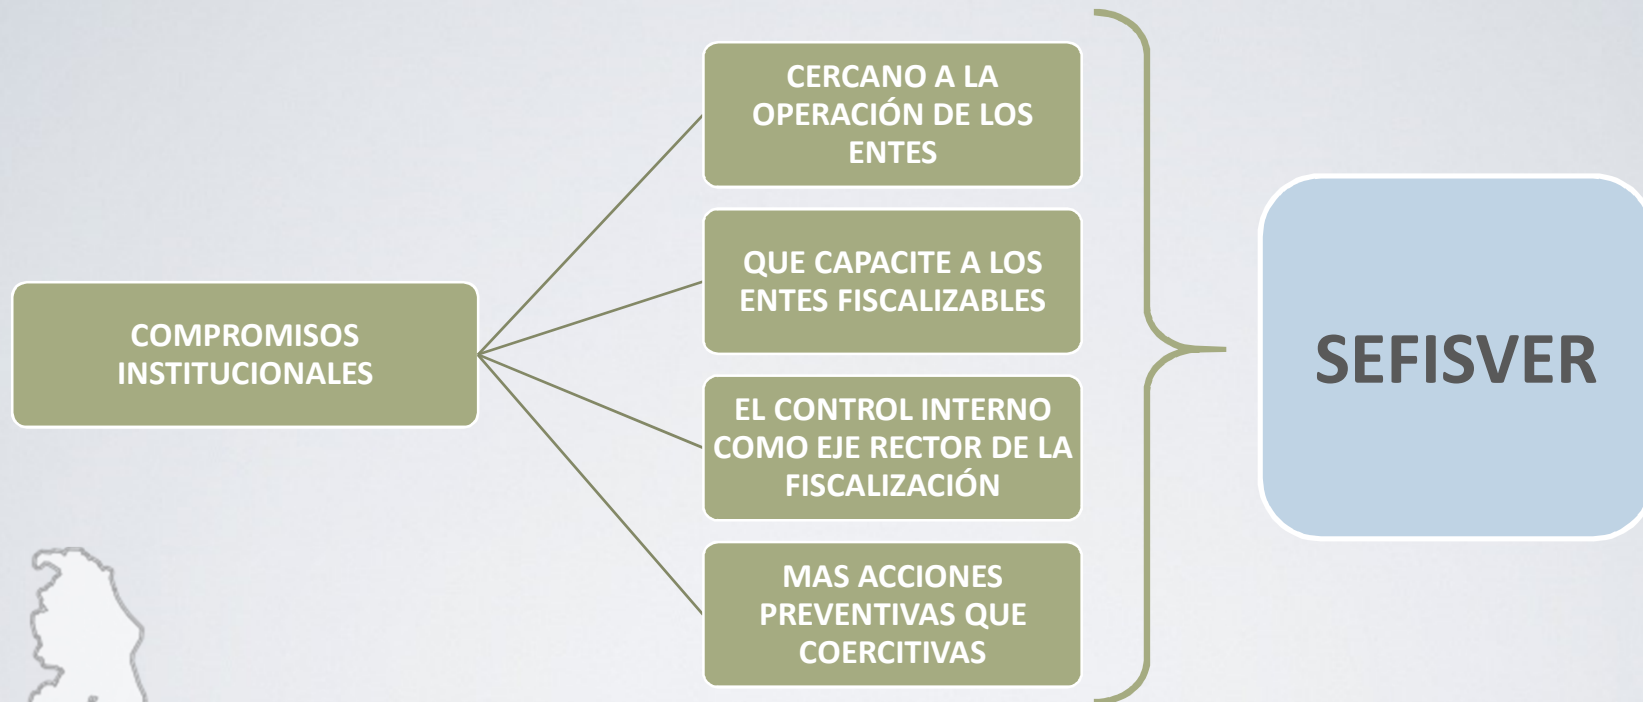 COMPROMISOS
INSTITUCIONALES
CERCANO A LA
OPERACIÓN DE LOS
ENTES
QUE CAPACITE A LOS
ENTES FISCALIZABLES
EL CONTROL INTERNO
COMO EJE RECTOR DE LA
FISCALIZACIÓN
MAS ACCIONES
PREVENTIVAS QUE
COERCITIVAS
SEFISVER